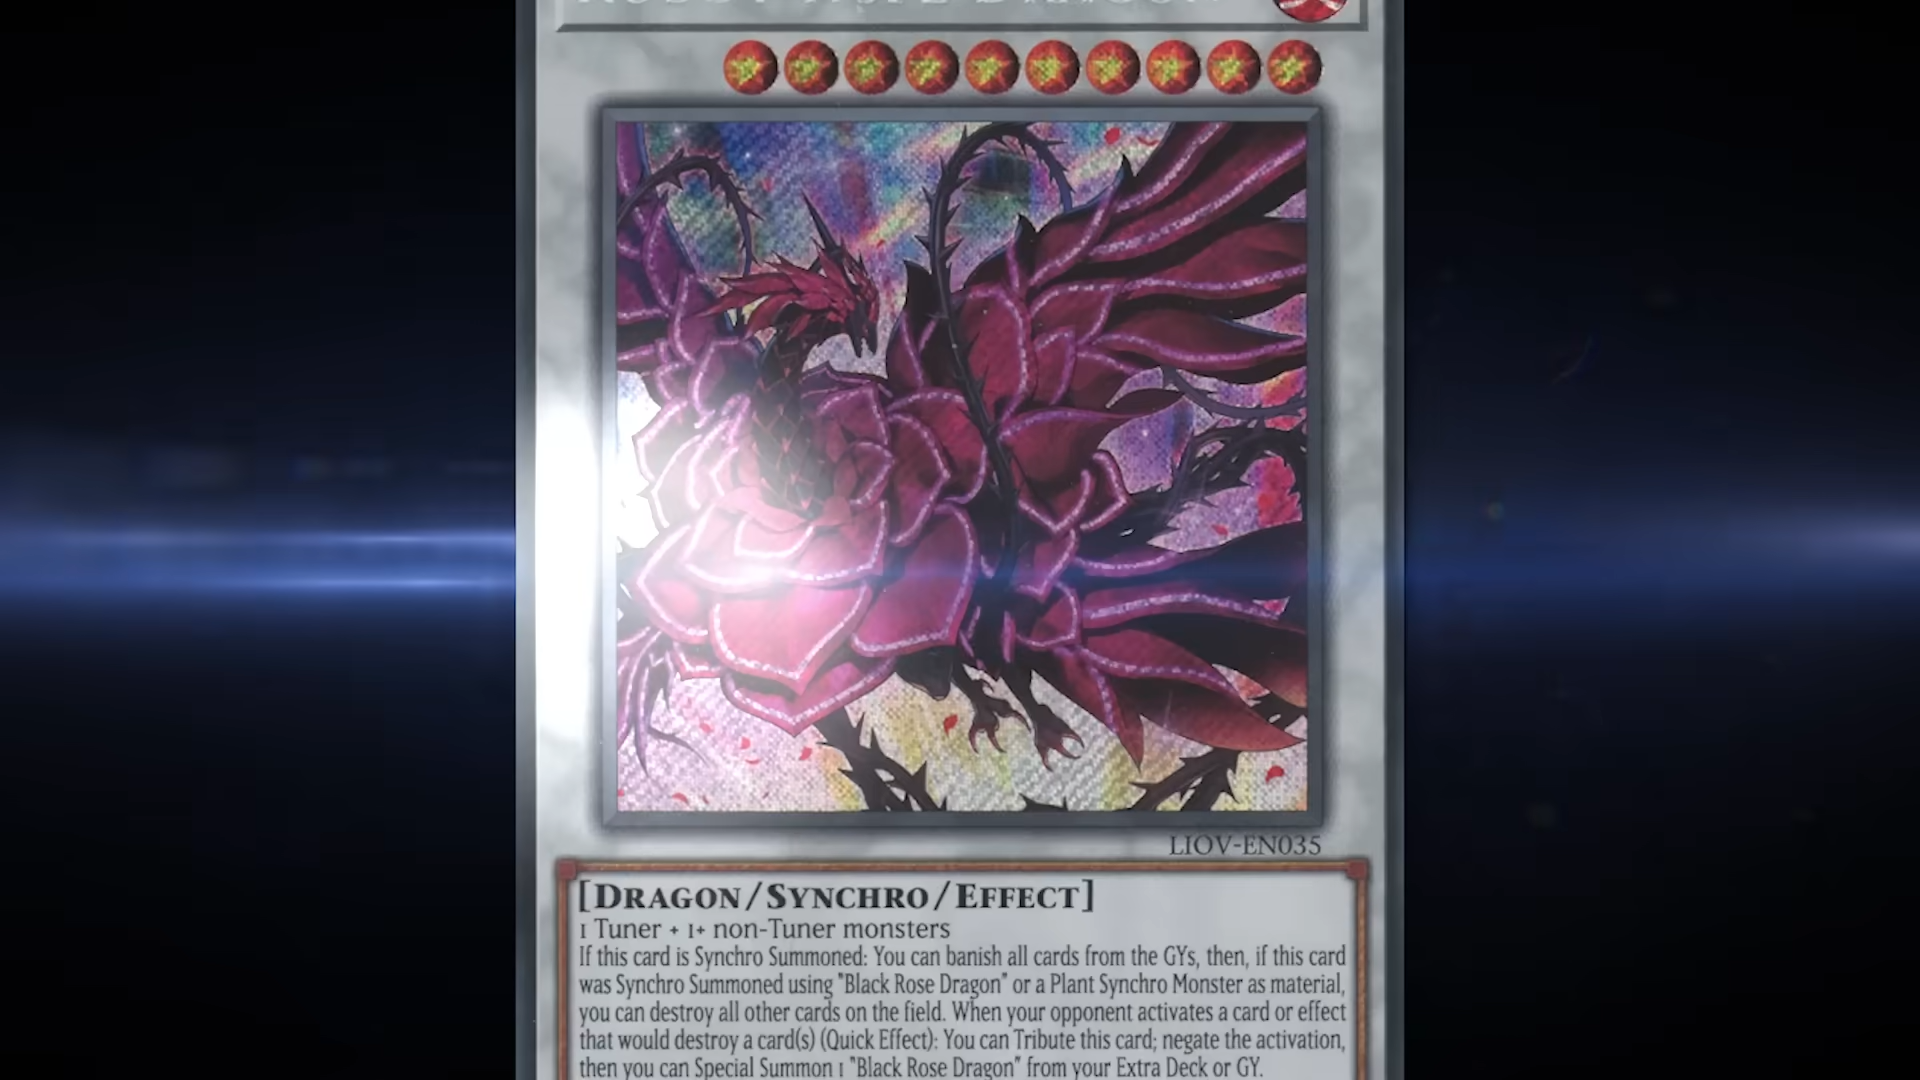 LIOV-EN035
[DRAGON/SYNCHRO/EFFECT]
1 Tuner + 1+ non-Tuner monsters
If this card is Synchro Summoned: You can banish all cards from the GYs, then, if this card
was Synchro Summoned using "Black Rose Dragon" or a Plant Synchro Monster as material,
you can destroy all other cards on the field. When your opponent activates a card or effect
that would destroy a card(s) (Quick Effect): You can Tribute this card; negate the activation,
then you can Special Summon 1 "Black Rose Dragon" from your Extra Deck or GY.